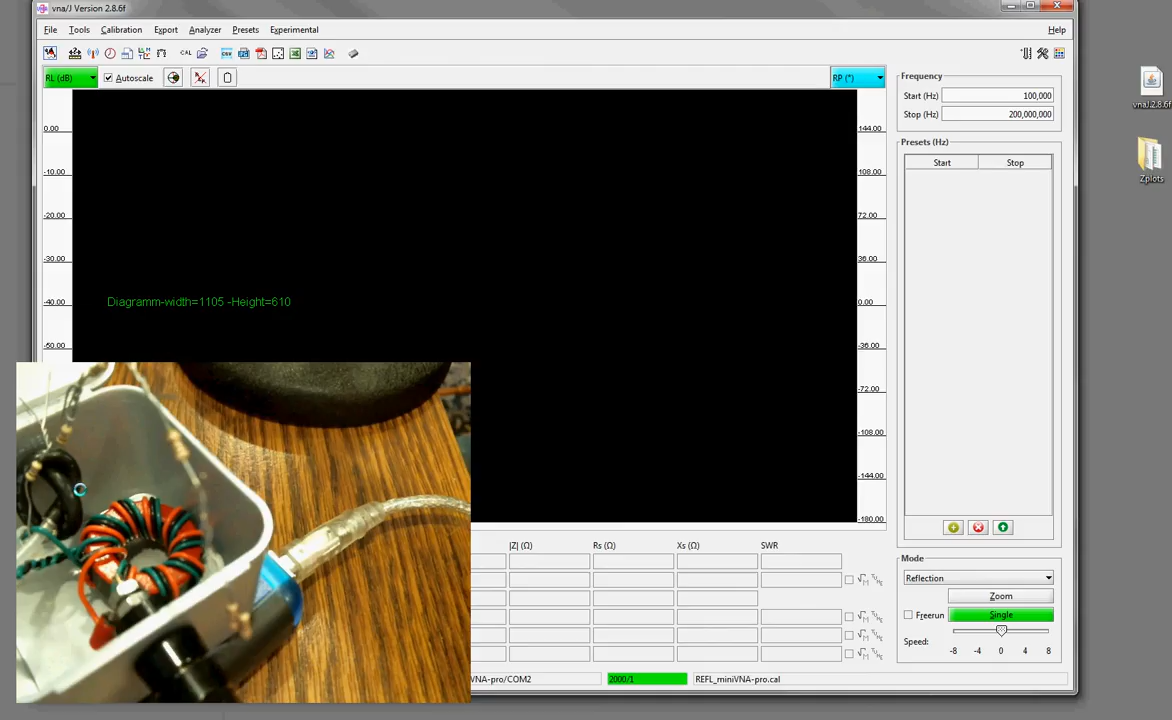 vna/J Version 2.8.6f
File Tools Calibration Export Analyzer Presets Experimental Help
CAL CSV
RL (dB) Autoscale RP (°)
0.00
-10.00
-20.00
-30.00
-40.00
-50.00
Diagramm-width=1105 -Height=610
144.00
108.00
72.00
36.00
0.00
-36.00
-72.00
-108.00
-144.00
-180.00
Frequency
Start (Hz) 100,000
Stop (Hz) 200,000,000
Presets (Hz)
Start Stop
Mode
Reflection
Zoom
Freerun Single
Speed:
-8 -4 0 4 8
|Z| (Ω) Rs (Ω) Xs (Ω) SWR
VNA-pro/COM2 2000/1 REFL_miniVNA-pro.cal
vnaJ.2.8.6f
Zplots